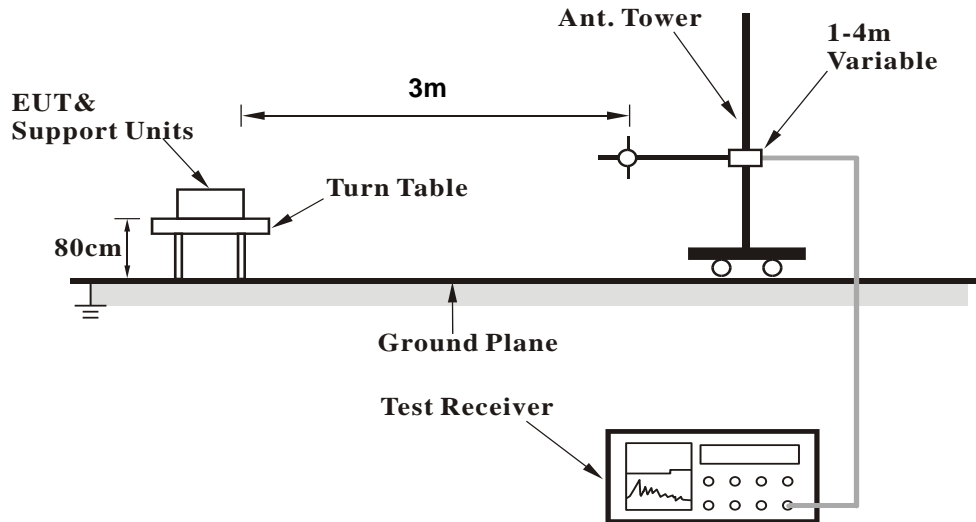 Ant. Tower
1-4m
Variable
3m
EUT&
Support Units
Turn Table
80cm
Ground Plane
Test Receiver